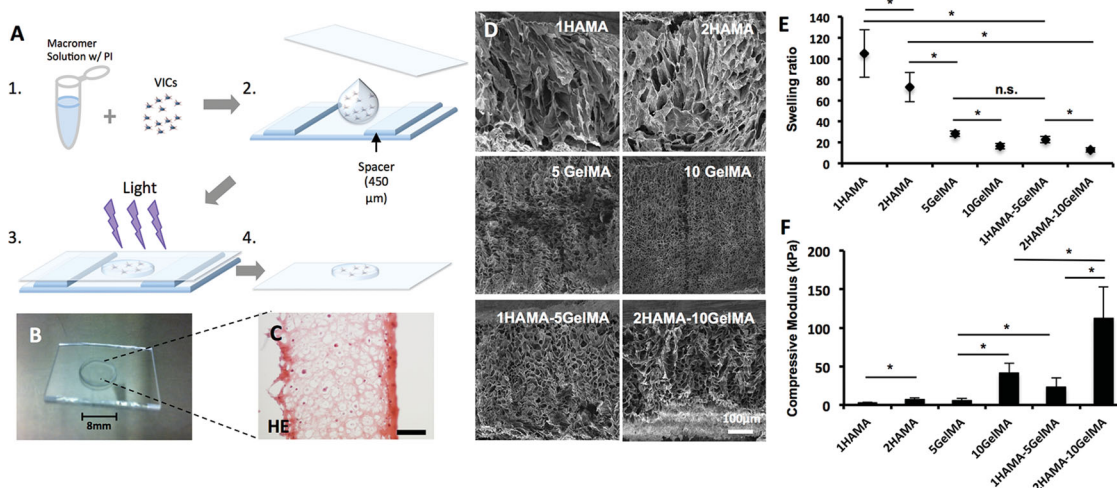 A
Macromer
Solution w/ PI
VICs
1.
+
2.
Spacer
(450
µm)
Light
3.
4.
B
8mm
C
HE
D
1HAMA
2HAMA
5 GelMA
10 GelMA
1HAMA-5GelMA
2HAMA-10GelMA
100µm
E
Swelling ratio
140
120
100
80
60
40
20
0
*
*
*
*
n.s.
*
*
1HAMA
2HAMA
5GelMA
10GelMA
1HAMA-5GelMA
2HAMA-10GelMA
F
Compressive Modulus (kPa)
200
150
100
50
0
*
*
*
*
*
1HAMA
2HAMA
5GelMA
10GelMA
1HAMA-5GelMA
2HAMA-10GelMA